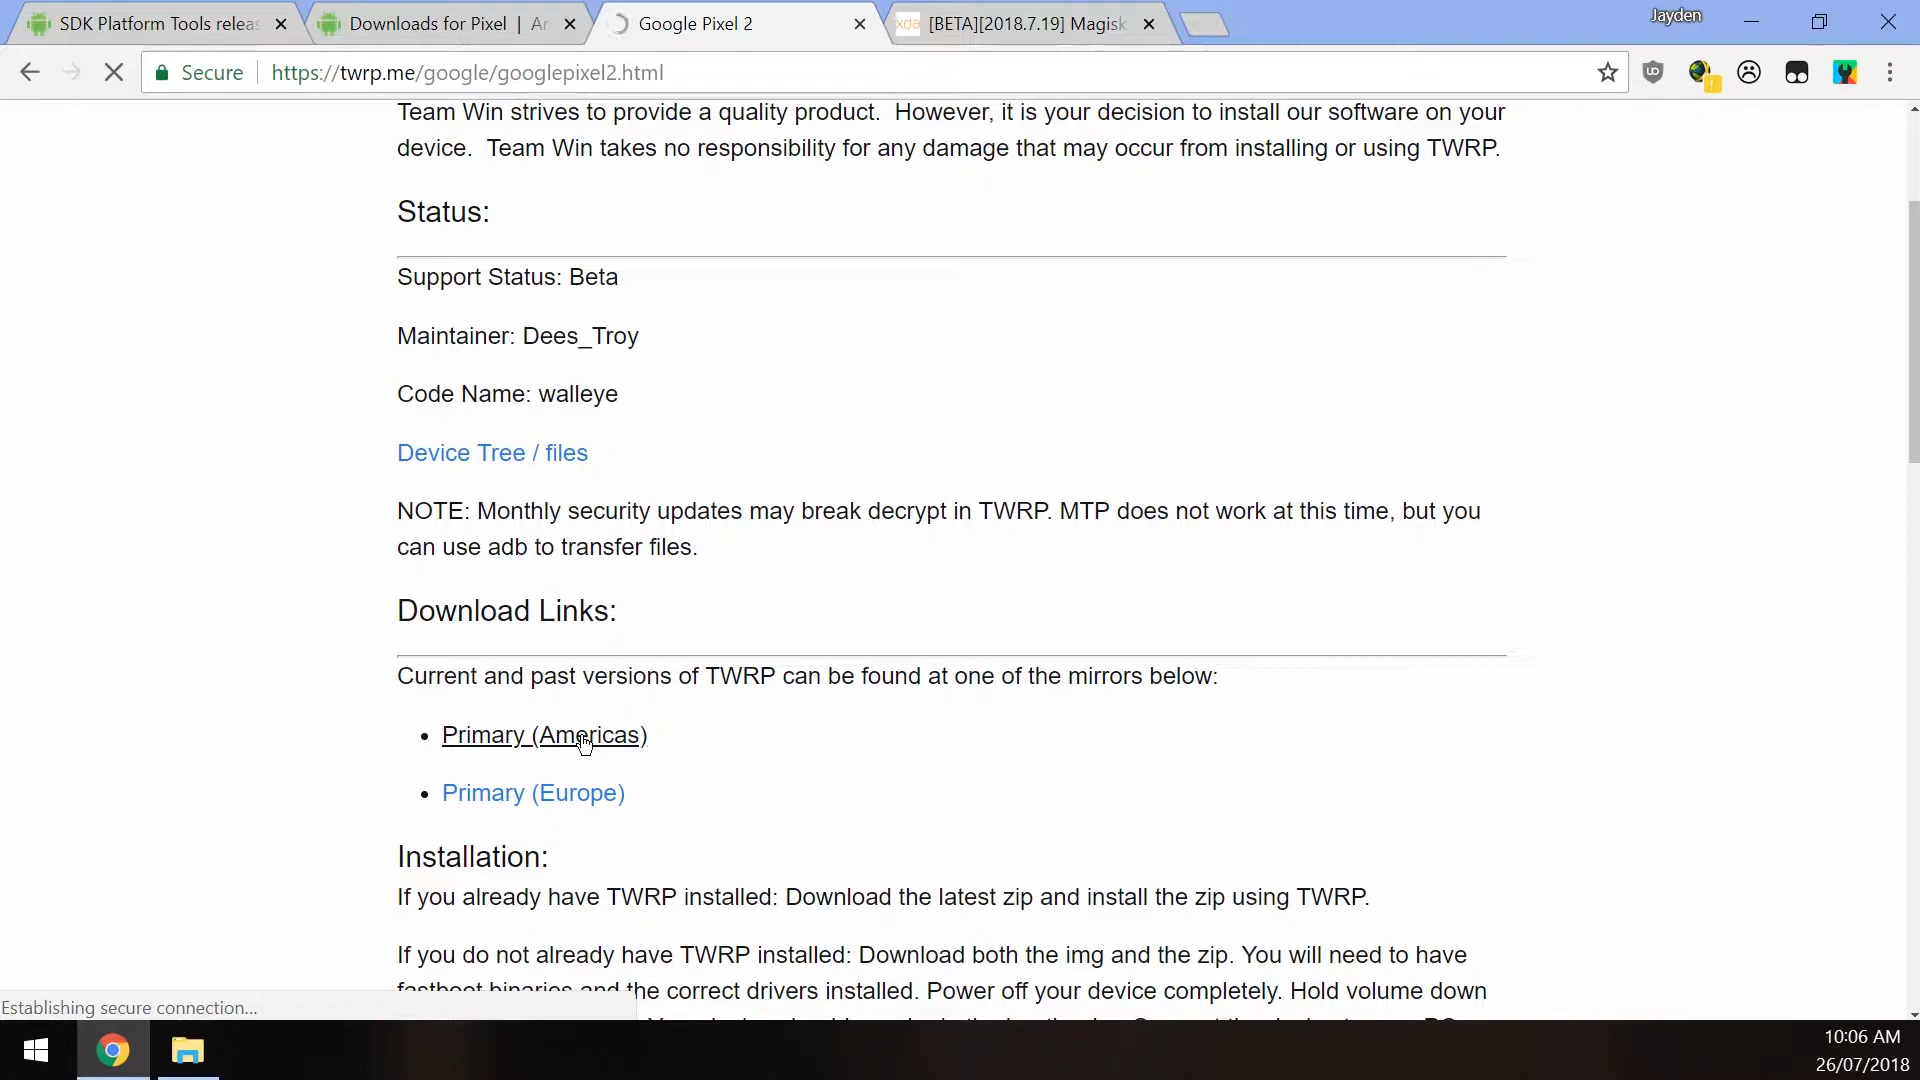 SDK Platform Tools releas
Downloads for Pixel | An
Google Pixel 2
[BETA][2018.7.19] Magisk
Jayden
Secure
https://twrp.me/google/googlepixel2.html
Team Win strives to provide a quality product. However, it is your decision to install our software on your
device. Team Win takes no responsibility for any damage that may occur from installing or using TWRP.
Status:
Support Status: Beta
Maintainer: Dees_Troy
Code Name: walleye
Device Tree / files
NOTE: Monthly security updates may break decrypt in TWRP. MTP does not work at this time, but you
can use adb to transfer files.
Download Links:
Current and past versions of TWRP can be found at one of the mirrors below:
Primary (Americas)
Primary (Europe)
Installation:
If you already have TWRP installed: Download the latest zip and install the zip using TWRP.
If you do not already have TWRP installed: Download both the img and the zip. You will need to have
fastboot binaries and the correct drivers installed. Power off your device completely. Hold volume down
Establishing secure connection...
10:06 AM
26/07/2018